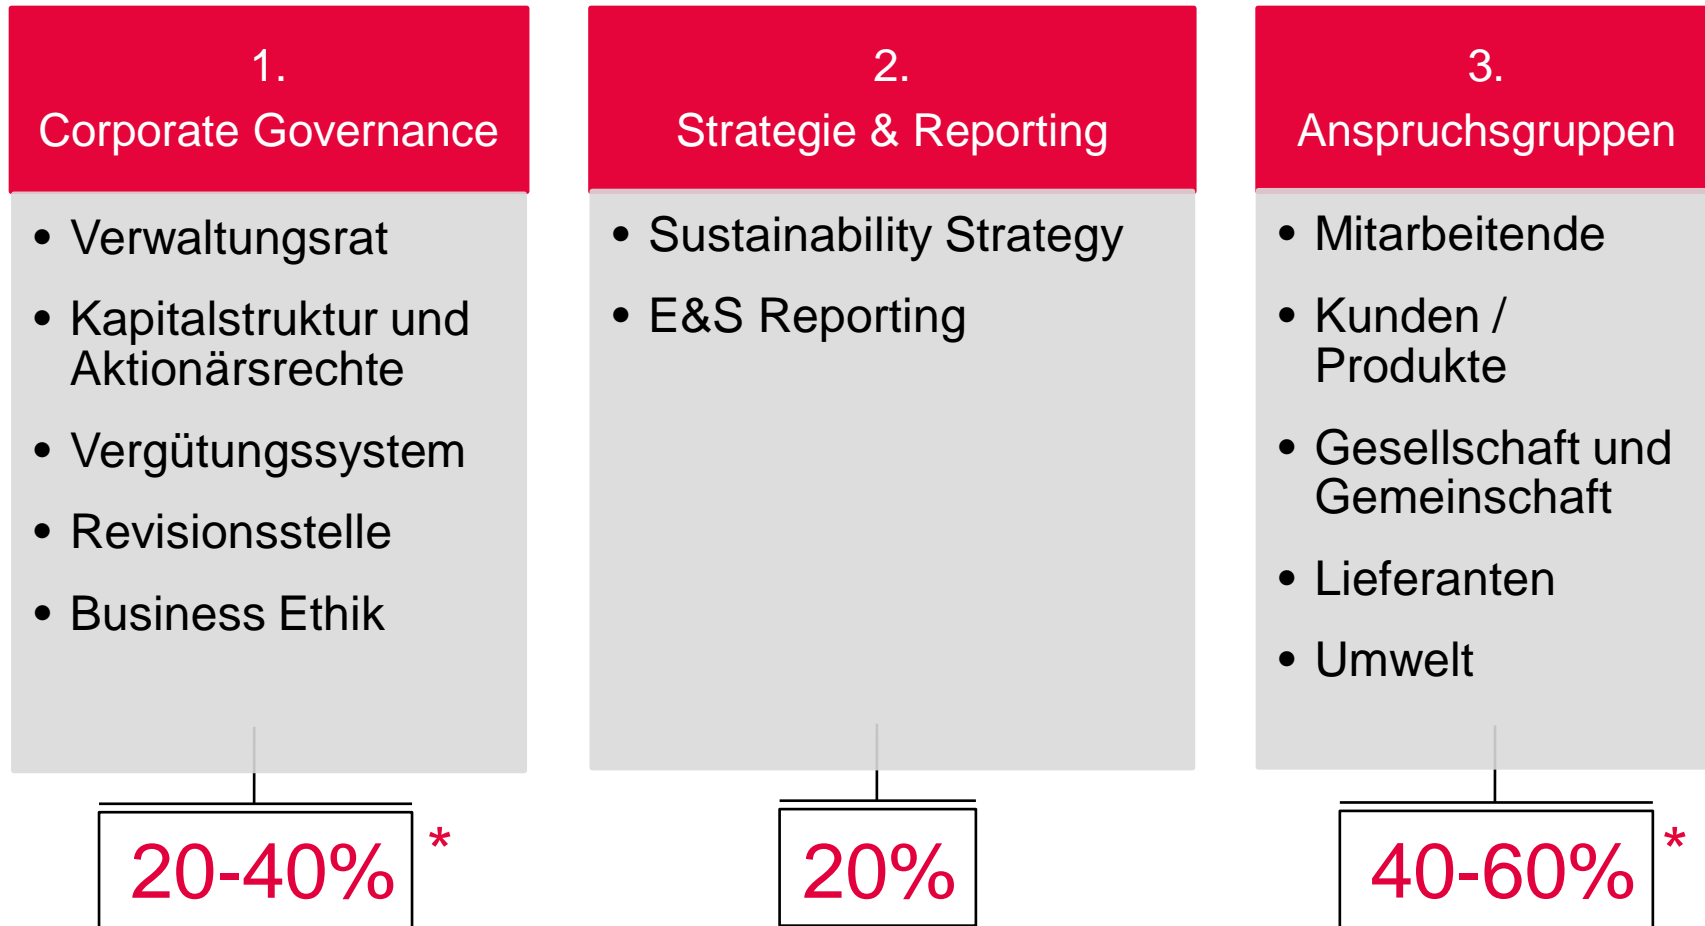 1.
Corporate Governance
• Verwaltungsrat
• Kapitalstruktur und
Aktionärsrechte
• Vergütungssystem
• Revisionsstelle
• Business Ethik
20-40% *
2.
Strategie & Reporting
• Sustainability Strategy
• E&S Reporting
20%
3.
Anspruchsgruppen
• Mitarbeitende
• Kunden /
Produkte
• Gesellschaft und
Gemeinschaft
• Lieferanten
• Umwelt
40-60% *